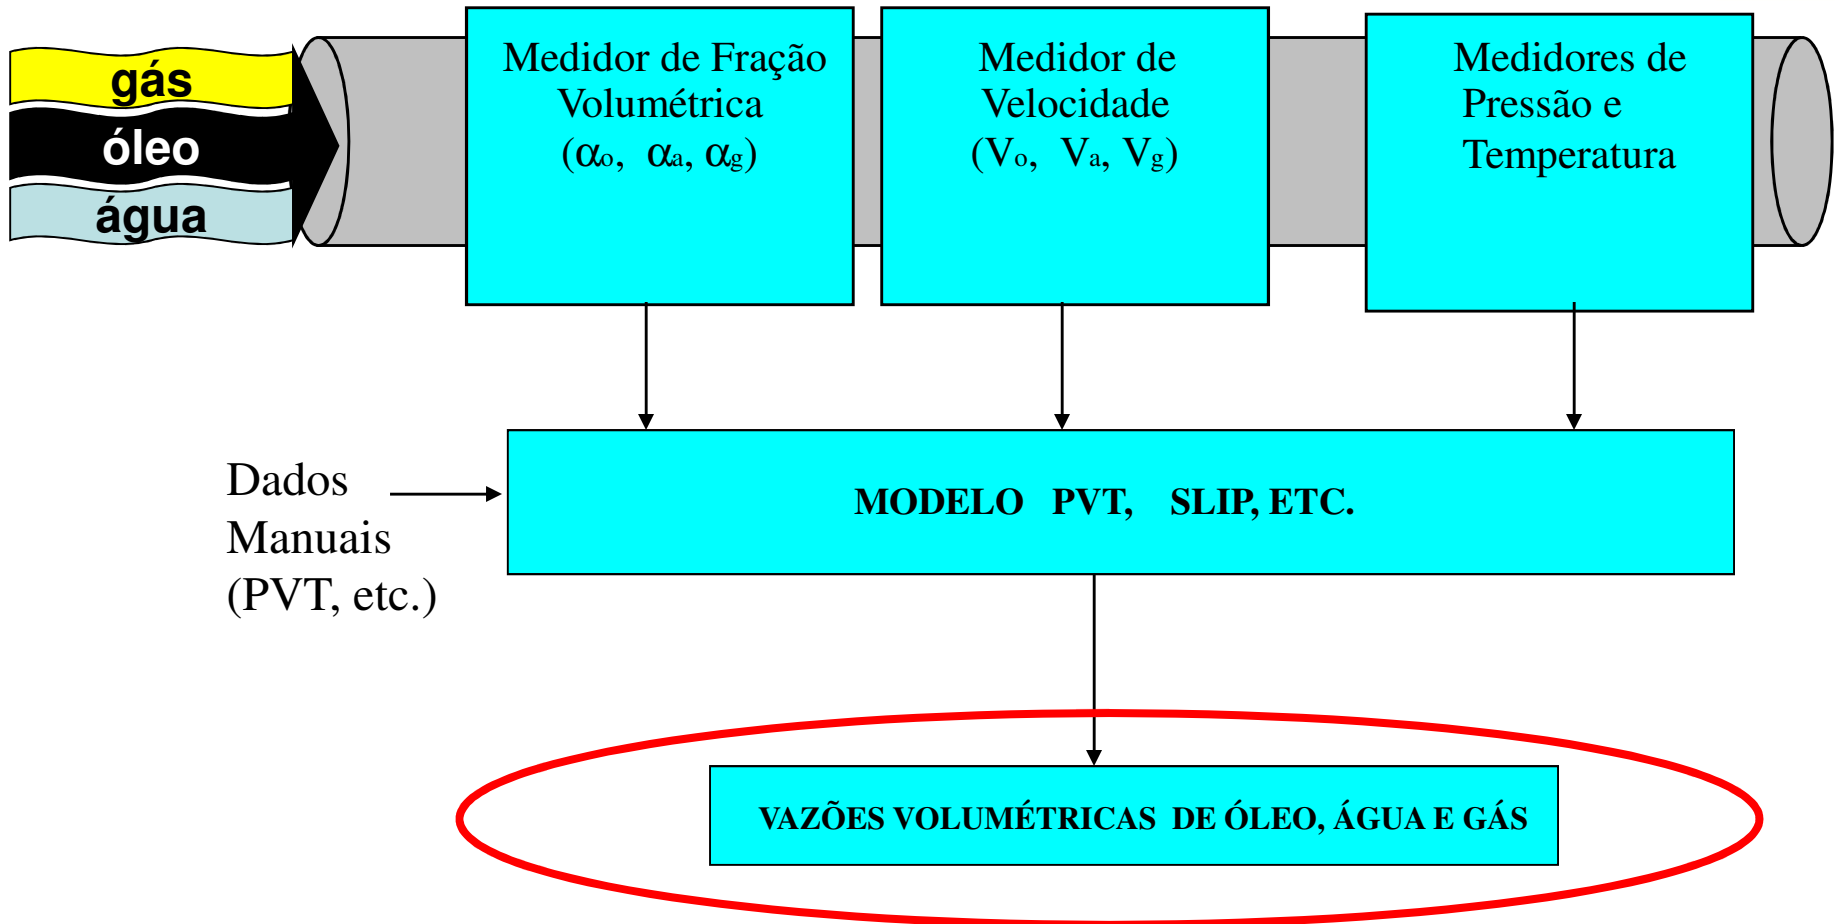 gás
óleo
água
Medidor de Fração
Volumétrica
(αo, αa, αg)
Medidor de
Velocidade
(Vo, Va, Vg)
Medidores de
Pressão e
Temperatura
Dados
Manuais
(PVT, etc.)
MODELO PVT, SLIP, ETC.
VAZÕES VOLUMÉTRICAS DE ÓLEO, ÁGUA E GÁS